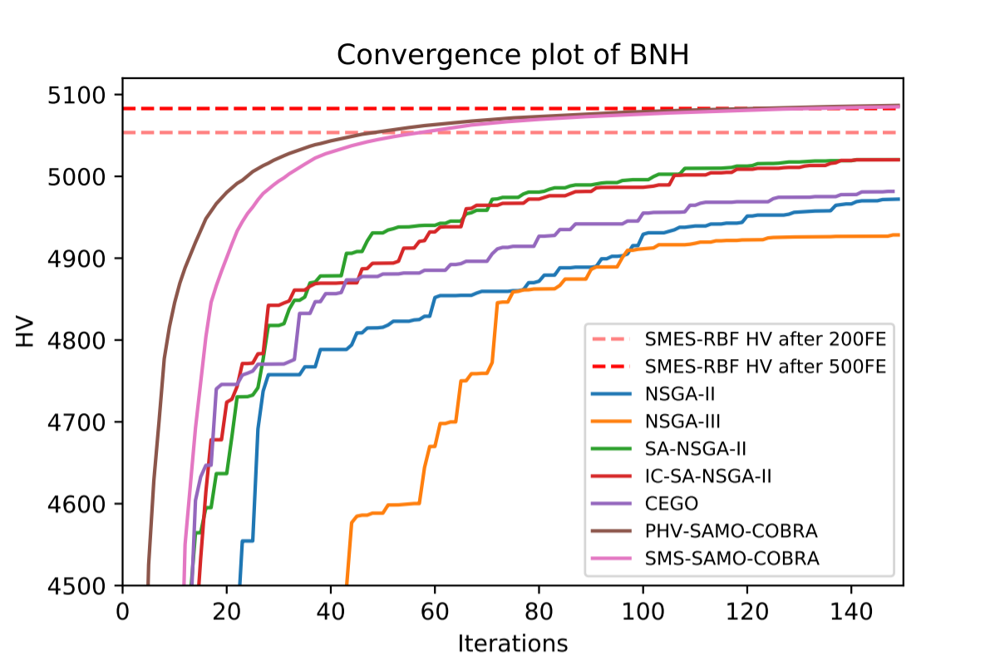 Convergence plot of BNH
HV
5100
5000
4900
4800
4700
4600
4500
0 20 40 60 80 100 120 140
Iterations
SMES-RBF HV after 200FE
SMES-RBF HV after 500FE
NSGA-II
NSGA-III
SA-NSGA-II
IC-SA-NSGA-II
CEGO
PHV-SAMO-COBRA
SMS-SAMO-COBRA